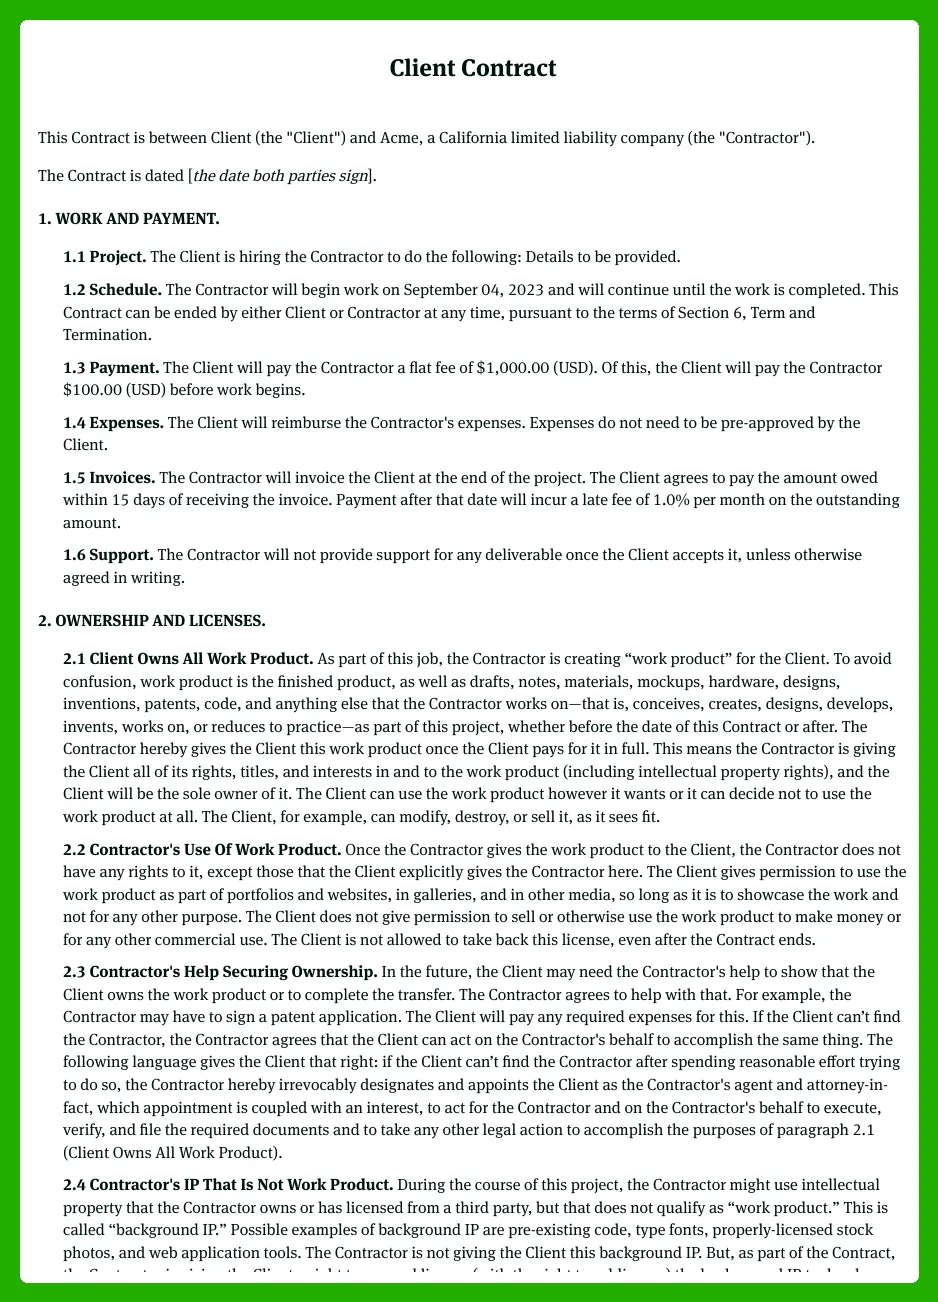 Client Contract
This Contract is between Client (the "Client") and Acme, a California limited liability company (the "Contractor").
The Contract is dated [the date both parties sign].
1. WORK AND PAYMENT.
1.1 Project. The Client is hiring the Contractor to do the following: Details to be provided.
1.2 Schedule. The Contractor will begin work on September 04, 2023 and will continue until the work is completed. This
Contract can be ended by either Client or Contractor at any time, pursuant to the terms of Section 6, Term and
Termination.
1.3 Payment. The Client will pay the Contractor a flat fee of $1,000.00 (USD). Of this, the Client will pay the Contractor
$100.00 (USD) before work begins.
1.4 Expenses. The Client will reimburse the Contractor's expenses. Expenses do not need to be pre-approved by the
Client.
1.5 Invoices. The Contractor will invoice the Client at the end of the project. The Client agrees to pay the amount owed
within 15 days of receiving the invoice. Payment after that date will incur a late fee of 1.0% per month on the outstanding
amount.
1.6 Support. The Contractor will not provide support for any deliverable once the Client accepts it, unless otherwise
agreed in writing.
2. OWNERSHIP AND LICENSES.
2.1 Client Owns All Work Product. As part of this job, the Contractor is creating “work product” for the Client. To avoid
confusion, work product is the finished product, as well as drafts, notes, materials, mockups, hardware, designs,
inventions, patents, code, and anything else that the Contractor works on—that is, conceives, creates, designs, develops,
invents, works on, or reduces to practice—as part of this project, whether before the date of this Contract or after. The
Contractor hereby gives the Client this work product once the Client pays for it in full. This means the Contractor is giving
the Client all of its rights, titles, and interests in and to the work product (including intellectual property rights), and the
Client will be the sole owner of it. The Client can use the work product however it wants or it can decide not to use the
work product at all. The Client, for example, can modify, destroy, or sell it, as it sees fit.
2.2 Contractor's Use Of Work Product. Once the Contractor gives the work product to the Client, the Contractor does not
have any rights to it, except those that the Client explicitly gives the Contractor here. The Client gives permission to use the
work product as part of portfolios and websites, in galleries, and in other media, so long as it is to showcase the work and
not for any other purpose. The Client does not give permission to sell or otherwise use the work product to make money or
for any other commercial use. The Client is not allowed to take back this license, even after the Contract ends.
2.3 Contractor's Help Securing Ownership. In the future, the Client may need the Contractor's help to show that the
Client owns the work product or to complete the transfer. The Contractor agrees to help with that. For example, the
Contractor may have to sign a patent application. The Client will pay any required expenses for this. If the Client can’t find
the Contractor, the Contractor agrees that the Client can act on the Contractor's behalf to accomplish the same thing. The
following language gives the Client that right: if the Client can’t find the Contractor after spending reasonable effort trying
to do so, the Contractor hereby irrevocably designates and appoints the Client as the Contractor's agent and attorney-in-
fact, which appointment is coupled with an interest, to act for the Contractor and on the Contractor's behalf to execute,
verify, and file the required documents and to take any other legal action to accomplish the purposes of paragraph 2.1
(Client Owns All Work Product).
2.4 Contractor's IP That Is Not Work Product. During the course of this project, the Contractor might use intellectual
property that the Contractor owns or has licensed from a third party, but that does not qualify as “work product.” This is
called “background IP.” Possible examples of background IP are pre-existing code, type fonts, properly-licensed stock
photos, and web application tools. The Contractor is not giving the Client this background IP. But, as part of the Contract,